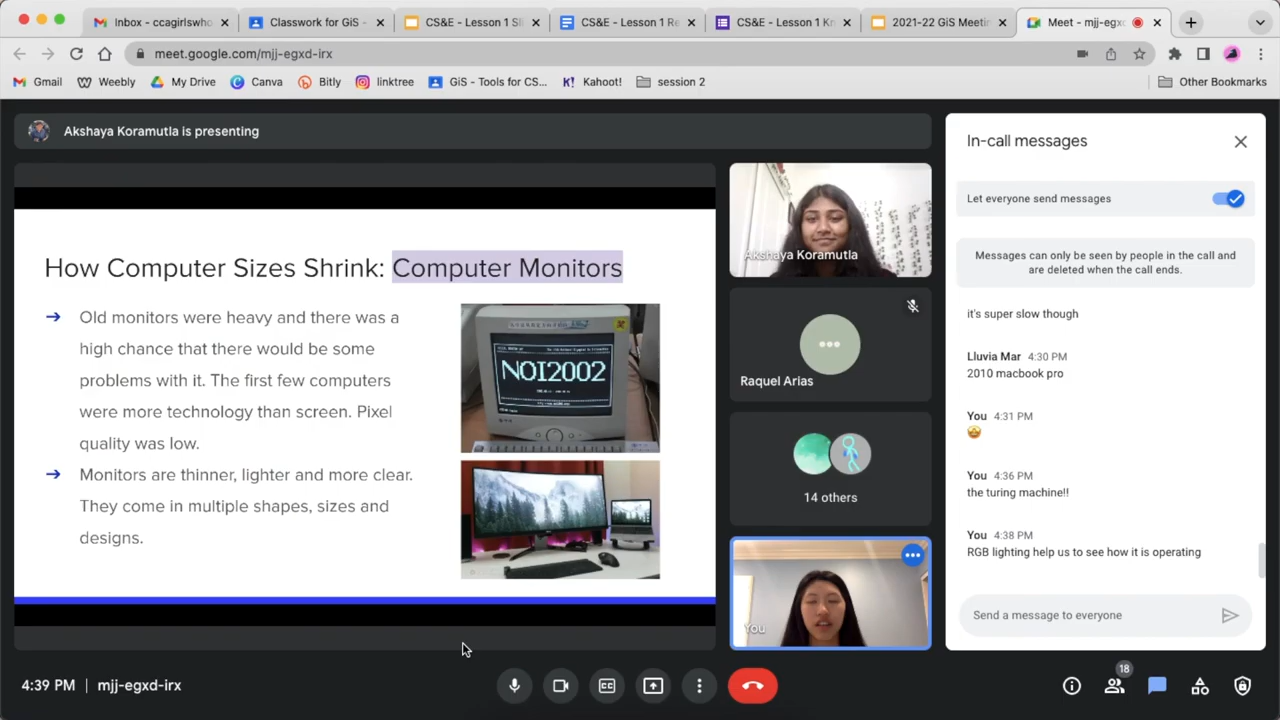 Inbox - ccagirlswho
Classwork for GiS -
CS&E - Lesson 1 Sli
CS&E - Lesson 1 Re
CS&E - Lesson 1 Kn
2021-22 GiS Meetin
Meet - mjj-egxd
meet.google.com/mjj-egxd-irx
Gmail
Weebly
My Drive
Canva
Bitly
linktree
GiS - Tools for CS...
Kahoot!
session 2
Other Bookmarks
Akshaya Koramutla is presenting
How Computer Sizes Shrink: Computer Monitors
→ Old monitors were heavy and there was a
high chance that there would be some
problems with it. The first few computers
were more technology than screen. Pixel
quality was low.
→ Monitors are thinner, lighter and more clear.
They come in multiple shapes, sizes and
designs.
NOI2002
Akshaya Koramutla
Raquel Arias
14 others
You
In-call messages
Let everyone send messages
Messages can only be seen by people in the call and
are deleted when the call ends.
it's super slow though
Lluvia Mar 4:30 PM
2010 macbook pro
You 4:31 PM
🤩
You 4:36 PM
the turing machine!!
You 4:38 PM
RGB lighting help us to see how it is operating
Send a message to everyone
4:39 PM | mjj-egxd-irx
18